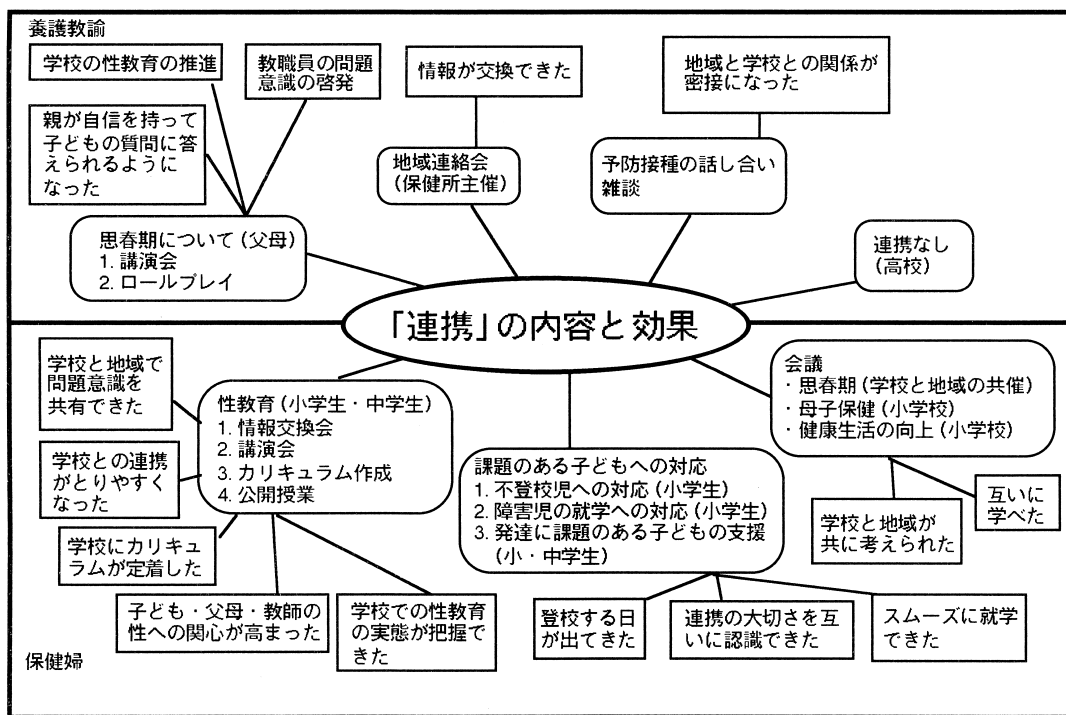 養護教諭
学校の性教育の推進
教職員の問題
意識の啓発
情報が交換できた
地域と学校との関係が
密接になった
親が自信を持って
子どもの質問に答
えられるように
なった
地域連絡会
(保健所主催)
予防接種の話し合い
雑談
思春期について(父母)
1. 講演会
2. ロールプレイ
連携なし
(高校)
「連携」の内容と効果
学校と地域で
問題意識を
共有できた
性教育(小学生・中学生)
1. 情報交換会
2. 講演会
3. カリキュラム作成
4. 公開授業
会議
・思春期(学校と地域の共催)
・母子保健(小学校)
・健康生活の向上(小学校)
学校との連携
がとりやすく
なった
課題のある子どもへの対応
1. 不登校児への対応(小学生)
2. 障害児の就学への対応(小学生)
3. 発達に課題のある子どもの支援
(小・中学生)
互いに
学べた
学校と地域が
共に考えられた
学校にカリキュ
ラムが定着した
子ども・父母・教師の
性への関心が高まった
学校での性教育
の実態が把握で
きた
登校する日
が出てきた
連携の大切さを互
いに認識できた
スムーズに就学
できた
保健婦